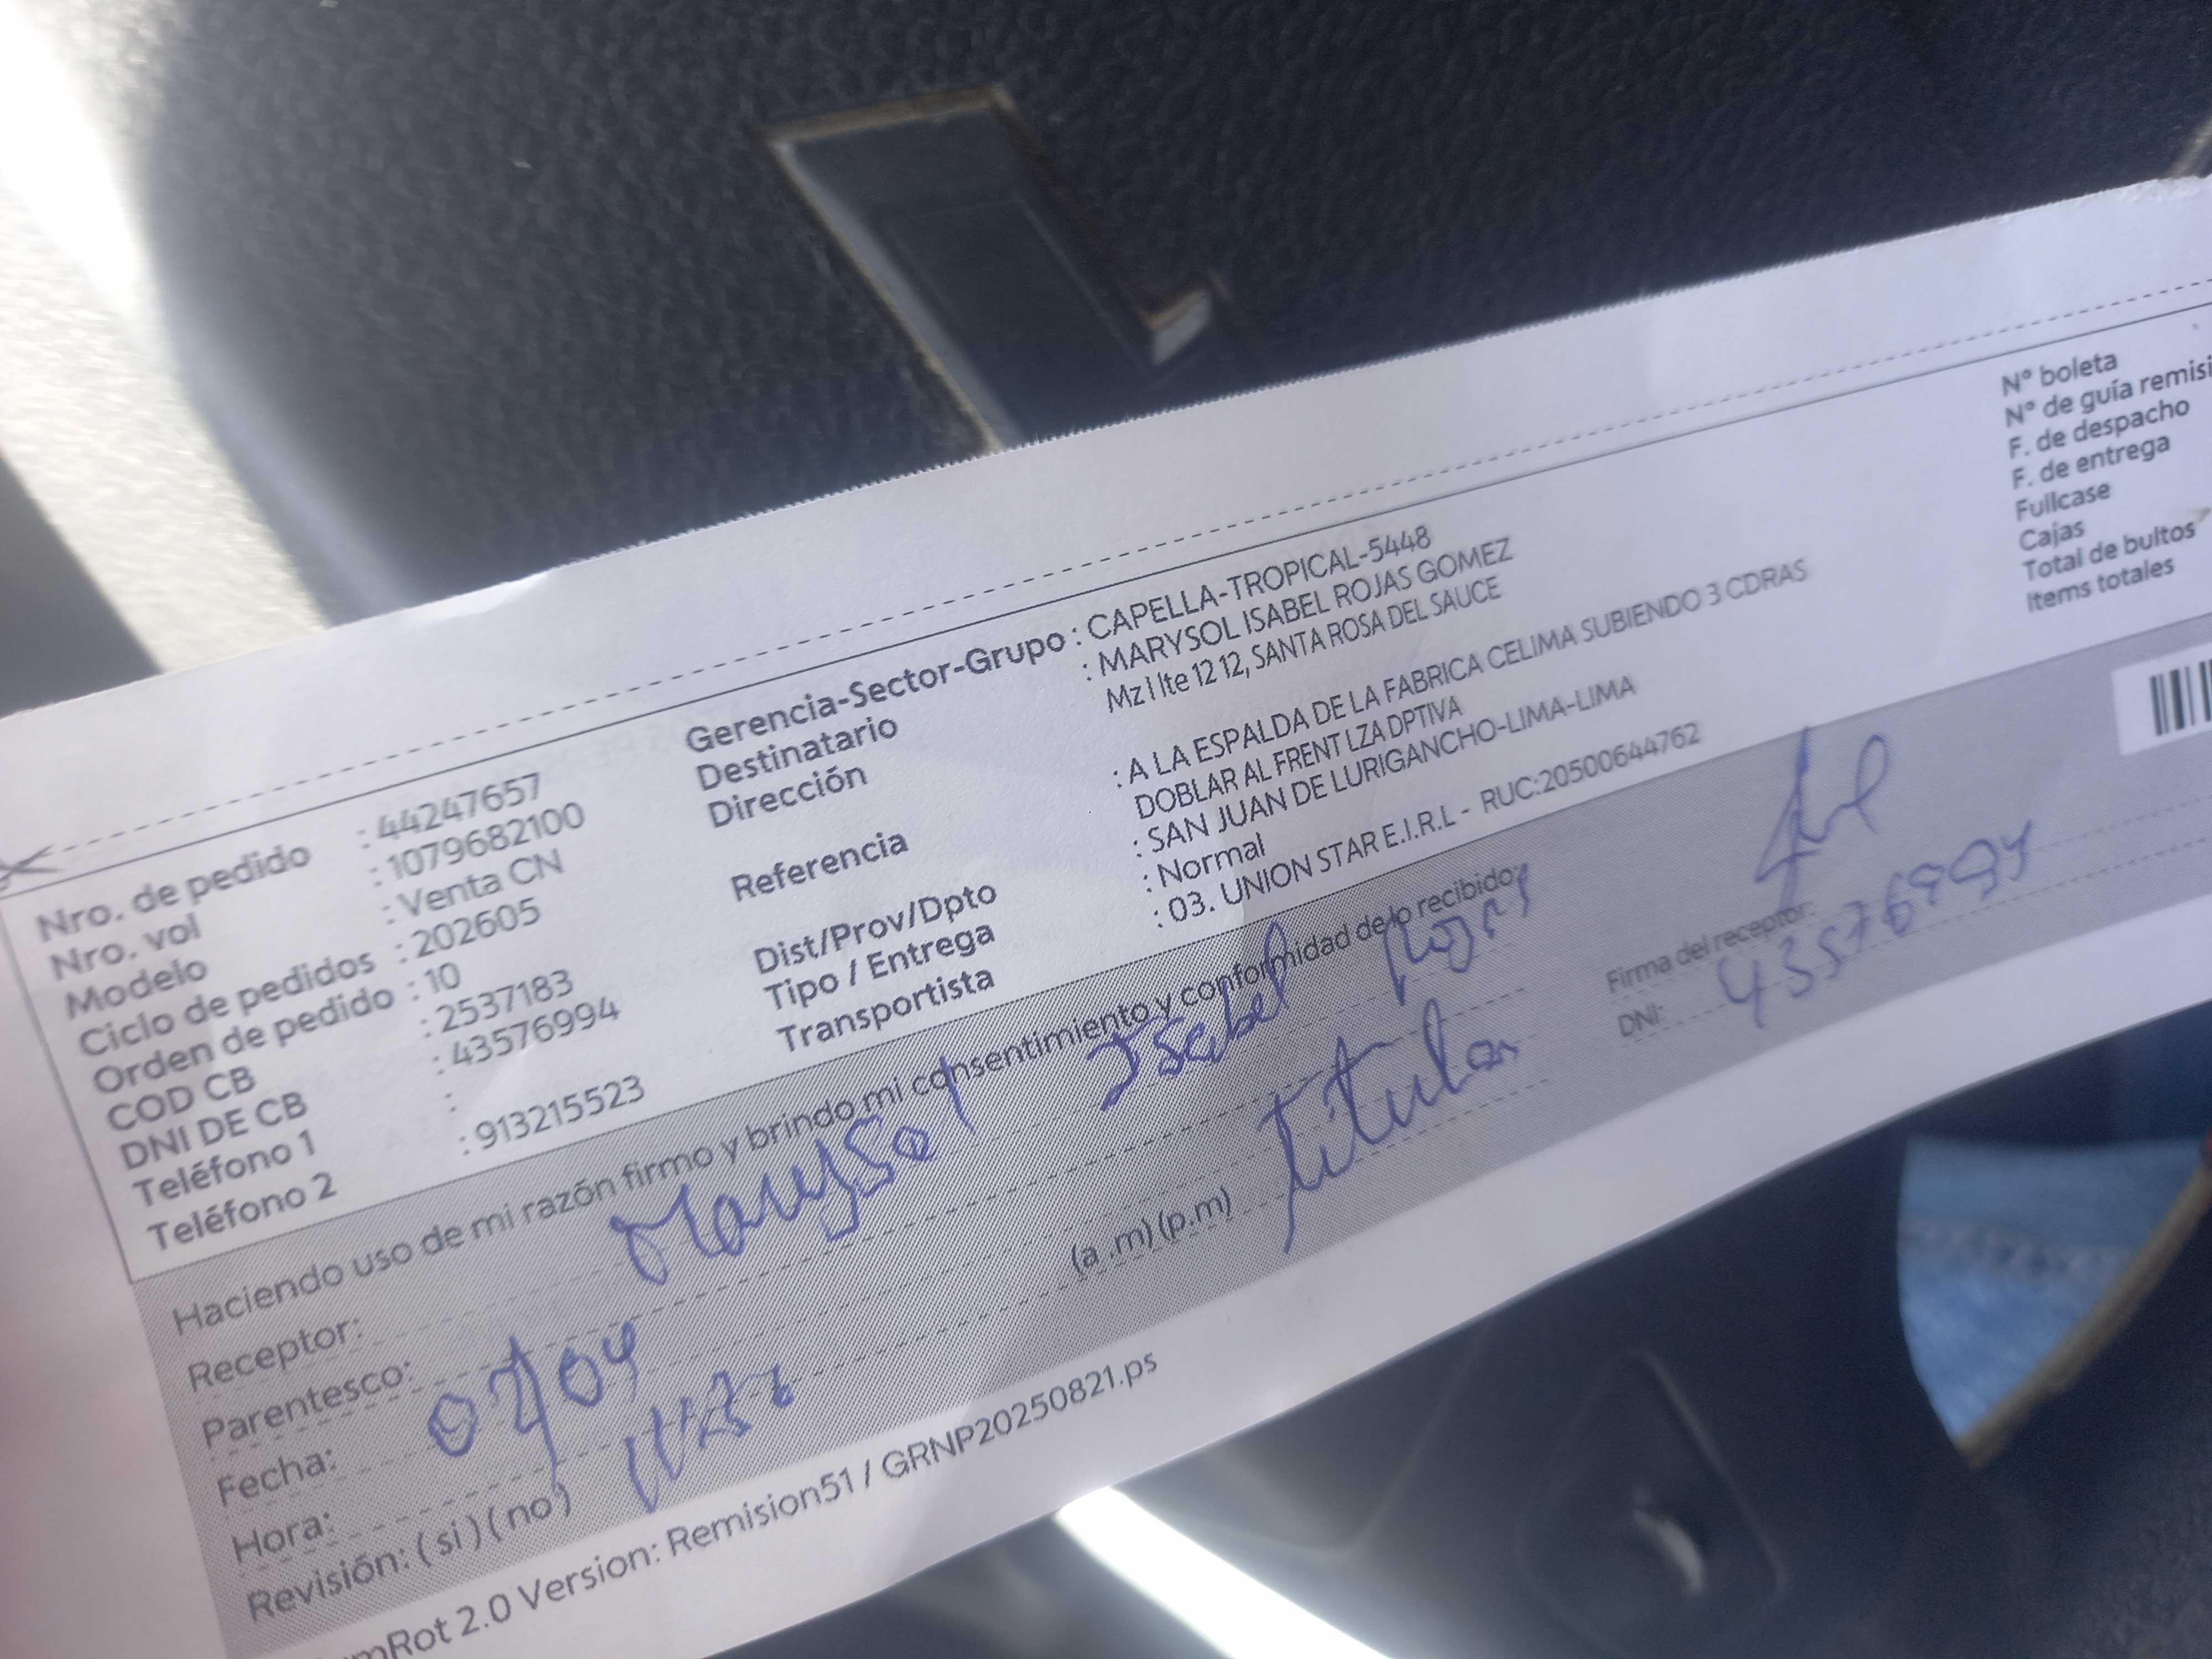 Nro. de pedido : 44247657
Nro. vol : 1079682100
Modelo : Venta CN
Ciclo de pedidos : 202605
Orden de pedido : 10
COD CB : 2537183
DNI DE CB : 43576994
Teléfono 1 :
Teléfono 2 : 913215523
Gerencia-Sector-Grupo : CAPELLA-TROPICAL-5448
Destinatario : MARYSOL ISABEL ROJAS GOMEZ
Dirección Mz I lte 12 12, SANTA ROSA DEL SAUCE
Referencia : A LA ESPALDA DE LA FABRICA CELIMA SUBIENDO 3 CDRAS
DOBLAR AL FRENT LZA DPTIVA
Dist/Prov/Dpto : SAN JUAN DE LURIGANCHO-LIMA-LIMA
Tipo / Entrega : Normal
Transportista : 03. UNION STAR E.I.R.L - RUC:20500644762
N° boleta
N° de guía remisi
F. de despacho
F. de entrega
Fullcase
Cajas
Total de bultos
Items totales
Haciendo uso de mi razón firmo y brindo mi consentimiento y conformidad de lo recibido:
Receptor: Marysol Isabel Rojas
Parentesco: titular
Fecha: 07/04
Hora: (a .m) (p.m)
Revisión: ( si ) ( no )
Firma del receptor:
DNI: 43576994
mRot 2.0 Version: Remision51 / GRNP20250821.ps